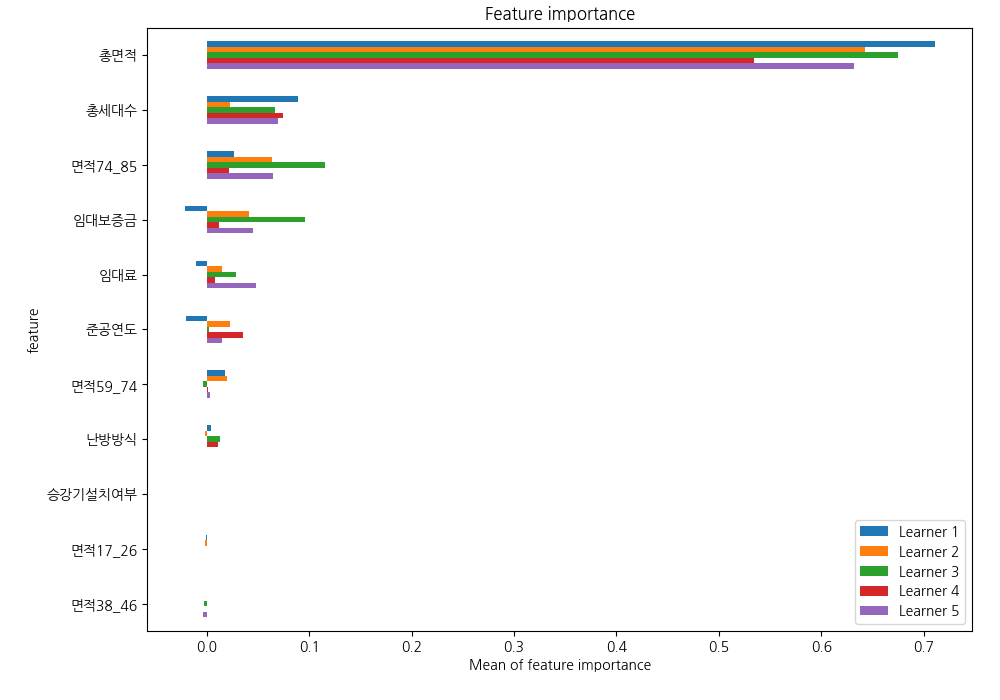 Feature importance
총면적
총세대수
면적74_85
임대보증금
임대료
준공연도
면적59_74
난방방식
승강기설치여부
면적17_26
면적38_46
feature
Learner 1
Learner 2
Learner 3
Learner 4
Learner 5
0.0 0.1 0.2 0.3 0.4 0.5 0.6 0.7
Mean of feature importance